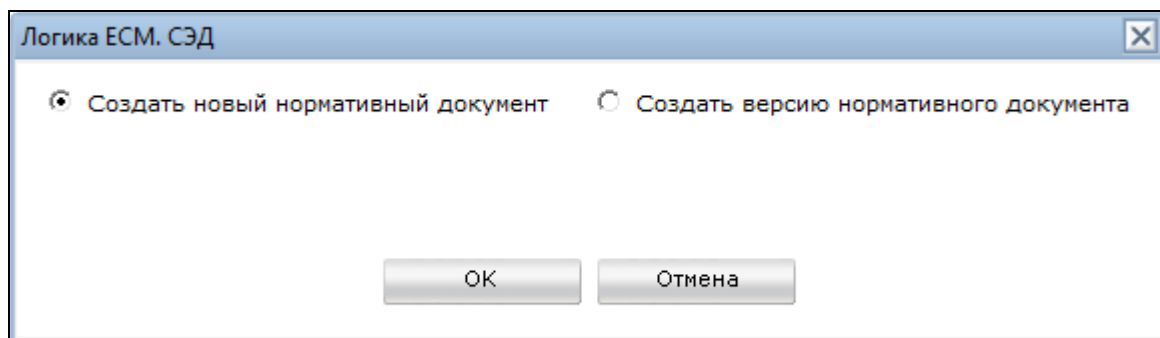 Логика ECM. СЭД
Создать новый нормативный документ Создать версию нормативного документа
OK Отмена